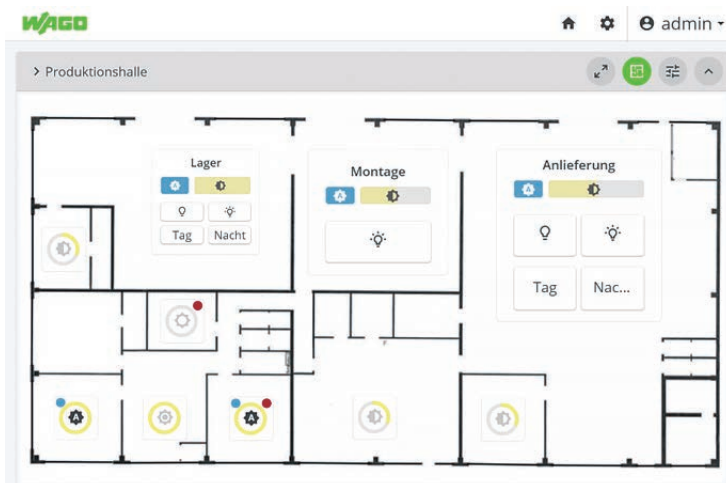 WAGO
admin
Produktionshalle
Lager
Tag
Nacht
Montage
Anlieferung
Tag
Nac...